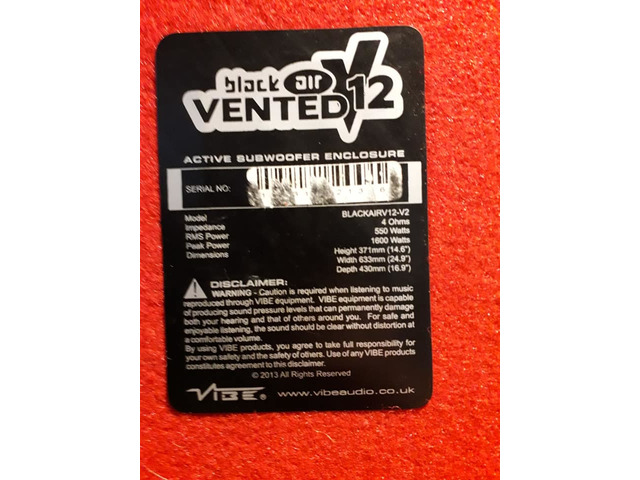 black air
VENTED V12
ACTIVE SUBWOOFER ENCLOSURE
SERIAL NO:
Model BLACKAIRV12-V2
Impedance 4 Ohms
RMS Power 550 Watts
Peak Power 1600 Watts
Dimensions Height 371mm (14.6")
Width 633mm (24.9")
Depth 430mm (16.9")
DISCLAIMER:
WARNING - Caution is required when listening to music
reproduced through VIBE equipment. VIBE equipment is capable
of producing sound pressure levels that can permanently damage
both your hearing and that of others around you. For safe and
enjoyable listening, the sound should be clear without distortion at
a comfortable volume.
By using VIBE products, you agree to take full responsibility for
your own safety and the safety of others. Use of any VIBE products
constitutes agreement to this disclaimer.
© 2013 All Rights Reserved
VIBE® www.vibeaudio.co.uk